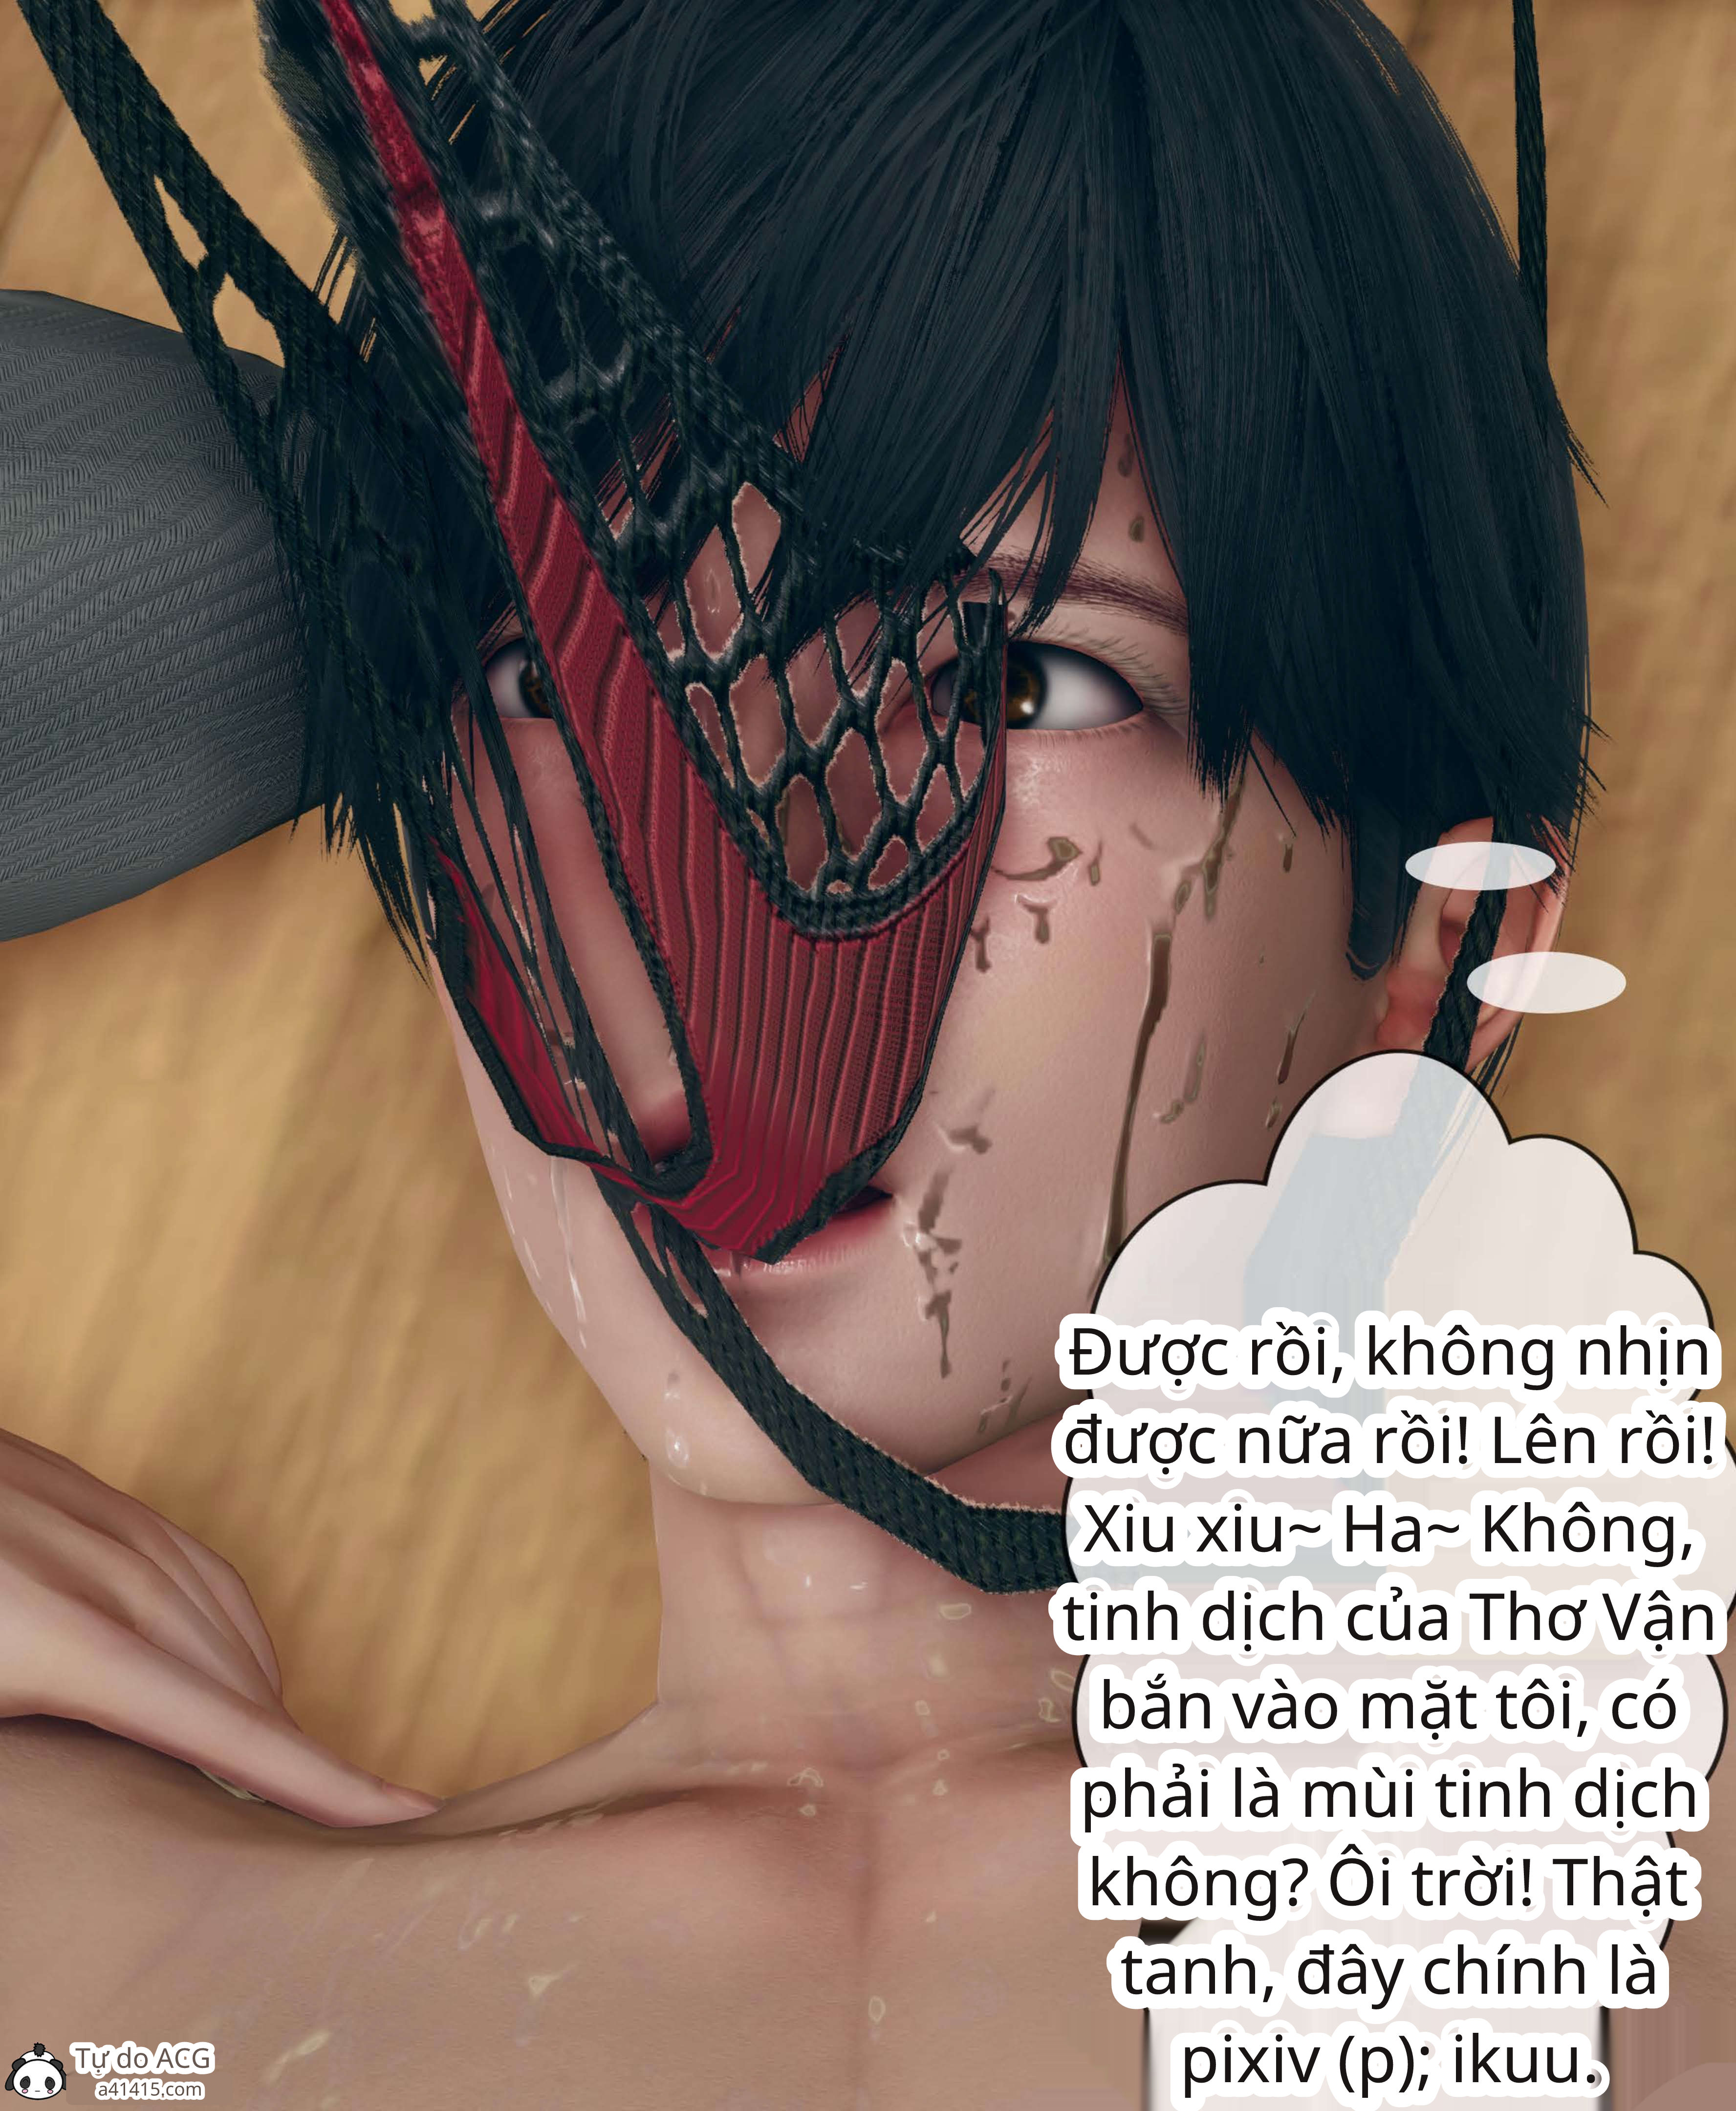 Được rồi, không nhịn
được nữa rồi! Lên rồi!
Xiu xiu~ Ha~ Không,
tinh dịch của Thơ Vận
bắn vào mặt tôi, có
phải là mùi tinh dịch
không? Ôi trời! Thật
tanh, đây chính là
pixiv (p); ikuu.
Tự do ACG
a41415.com